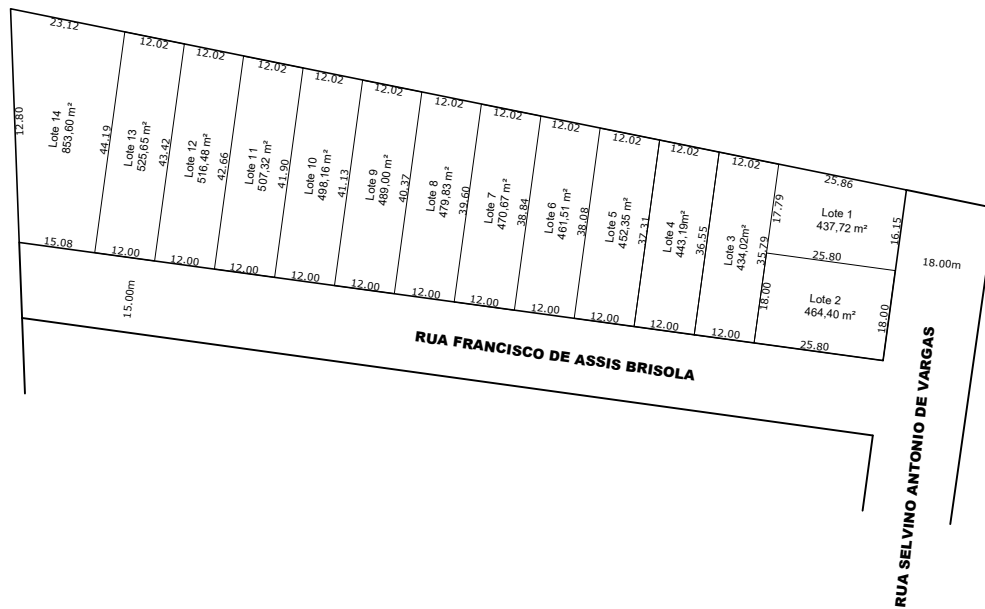 23.12
12.02
12.02
12.02
12.02
12.02
12.02
12.02
12.02
12.02
12.02
12.02
25.86
12.80
Lote 14
853,60 m²
44.19
Lote 13
525,65 m²
43.42
Lote 12
516,48 m²
42.66
Lote 11
507,32 m²
41.90
Lote 10
498,16 m²
41.13
Lote 9
489,00 m²
40.37
Lote 8
479,83 m²
39.60
Lote 7
470,67 m²
38.84
Lote 6
461,51 m²
38.08
Lote 5
452,35 m²
37.31
Lote 4
443,19m²
36.55
Lote 3
434,02m²
35.79
17.79
Lote 1
437,72 m²
16.15
25.80
18.00
Lote 2
464,40 m²
18.00
25.80
18.00m
15.08
12.00
12.00
12.00
12.00
12.00
12.00
12.00
12.00
12.00
12.00
12.00
15.00m
RUA FRANCISCO DE ASSIS BRISOLA
RUA SELVINO ANTONIO DE VARGAS